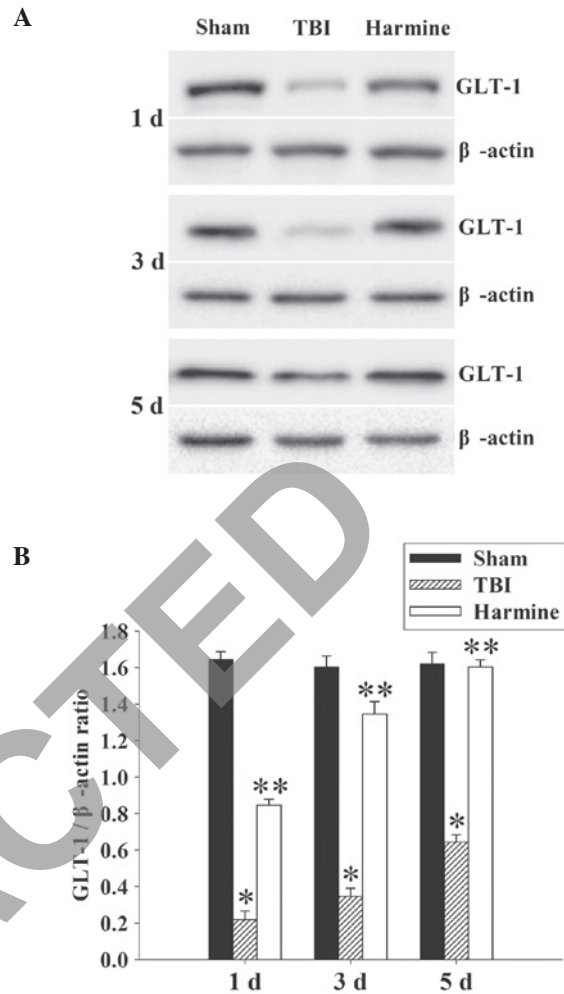 A
Sham TBI Harmine
GLT-1
1 d
β -actin
GLT-1
3 d
β -actin
GLT-1
5 d
β -actin
B
Sham
TBI
Harmine
GLT-1 / β -actin ratio
1.8
1.6
1.4
1.2
1.0
0.8
0.6
0.4
0.2
0.0
**
**
**
*
*
*
1 d 3 d 5 d
CTED